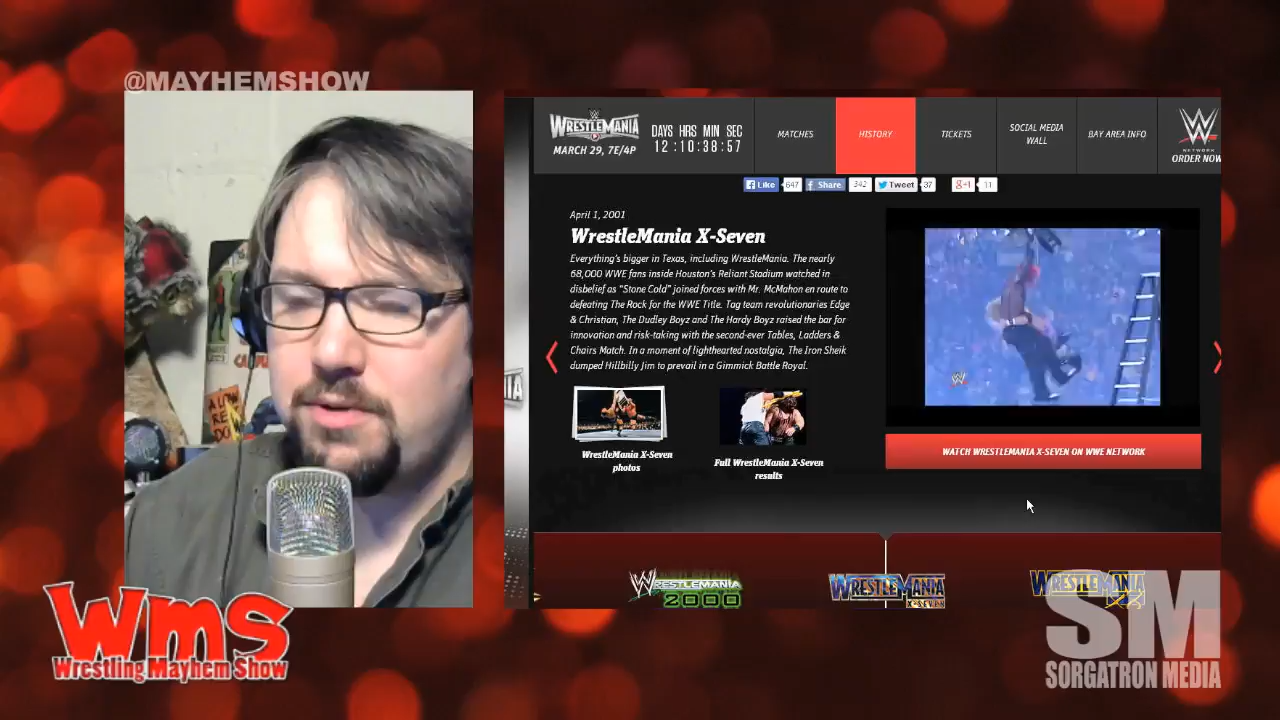 @MAYHEMSHOW
WRESTLEMANIA
MARCH 29, 7E/4P
DAYS HRS MIN SEC
12:10:38:57
MATCHES
HISTORY
TICKETS
SOCIAL MEDIA
WALL
BAY AREA INFO
W
NETWORK
ORDER NOW
Like 647
Share 342
Tweet 37
g+1 11
April 1, 2001
WrestleMania X-Seven
Everything's bigger in Texas, including WrestleMania. The nearly
68,000 WWE fans inside Houston's Reliant Stadium watched in
disbelief as "Stone Cold" joined forces with Mr. McMahon en route to
defeating The Rock for the WWE Title. Tag team revolutionaries Edge
& Christian, The Dudley Boyz and The Hardy Boyz raised the bar for
innovation and risk-taking with the second-ever Tables, Ladders &
Chairs Match. In a moment of lighthearted nostalgia, The Iron Sheik
dumped Hillbilly Jim to prevail in a Gimmick Battle Royal.
WrestleMania X-Seven
photos
Full WrestleMania X-Seven
results
WATCH WRESTLEMANIA X-SEVEN ON WWE NETWORK
WRESTLEMANIA
2000
WRESTLEMANIA
X-SEVEN
WRESTLEMANIA
WMS
Wrestling Mayhem Show
SM
SORGATRON MEDIA